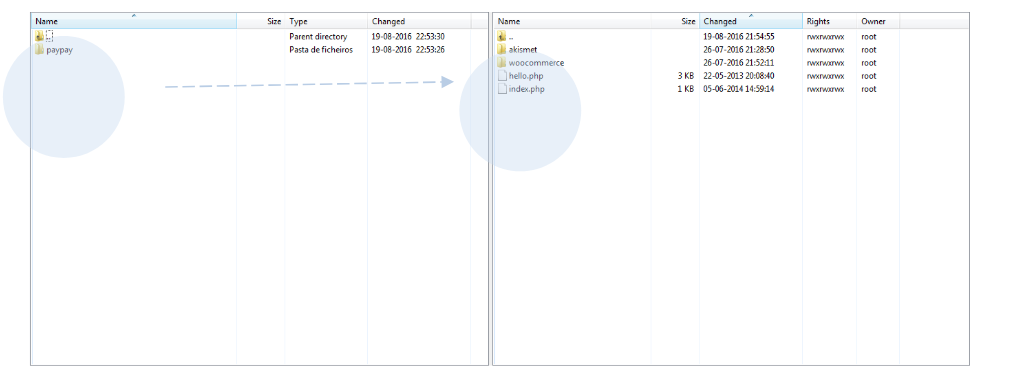 Name Size Type Changed
.. Parent directory 19-08-2016 22:53:30
paypay Pasta de ficheiros 19-08-2016 22:53:26
Name Size Changed Rights Owner
.. 19-08-2016 21:54:55 rwxrwxrwx root
akismet 26-07-2016 21:28:50 rwxrwxrwx root
woocommerce 26-07-2016 21:52:11 rwxrwxrwx root
hello.php 3 KB 22-05-2013 20:08:40 rwxrwxrwx root
index.php 1 KB 05-06-2014 14:59:14 rwxrwxrwx root